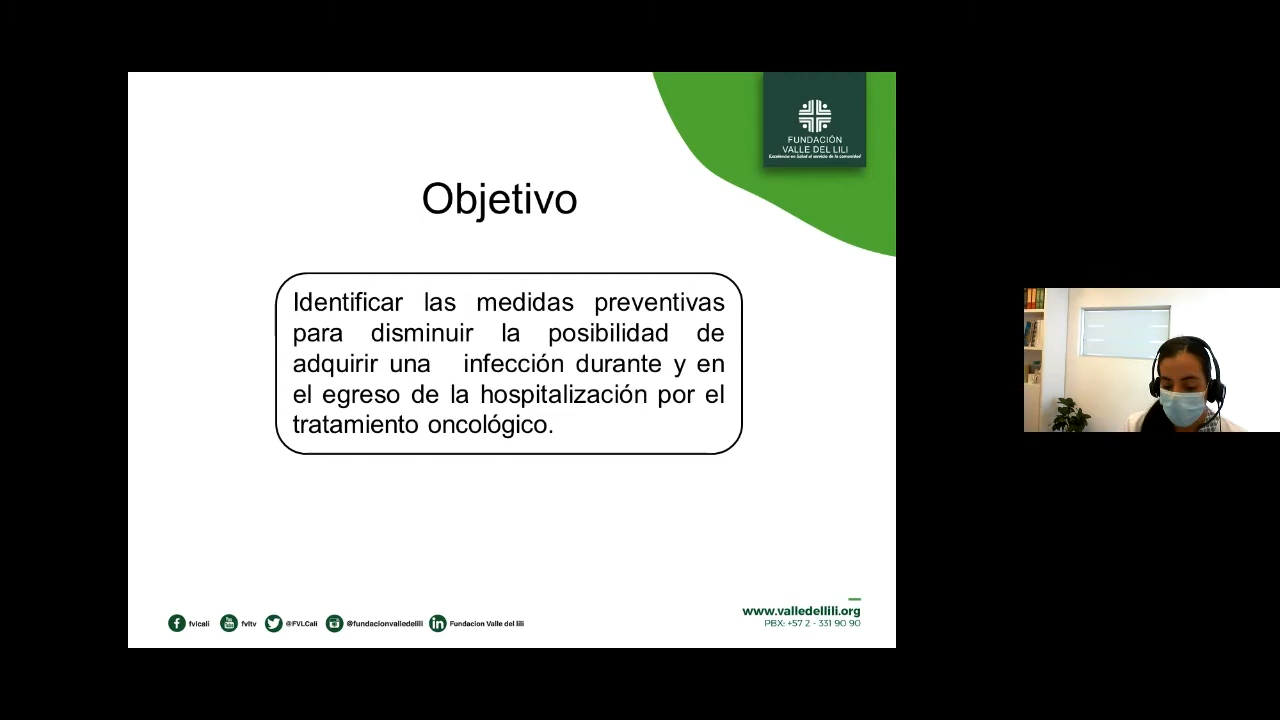 FUNDACIÓN
VALLE DEL LILI
Excelencia en Salud al servicio de la comunidad
Objetivo
Identificar las medidas preventivas
para disminuir la posibilidad de
adquirir una infección durante y en
el egreso de la hospitalización por el
tratamiento oncológico.
www.valledellili.org
PBX: +57 2 - 331 90 90
fvlcali
fvltv
@FVLCali
@fundacionvalledellili
Fundacion Valle del lili